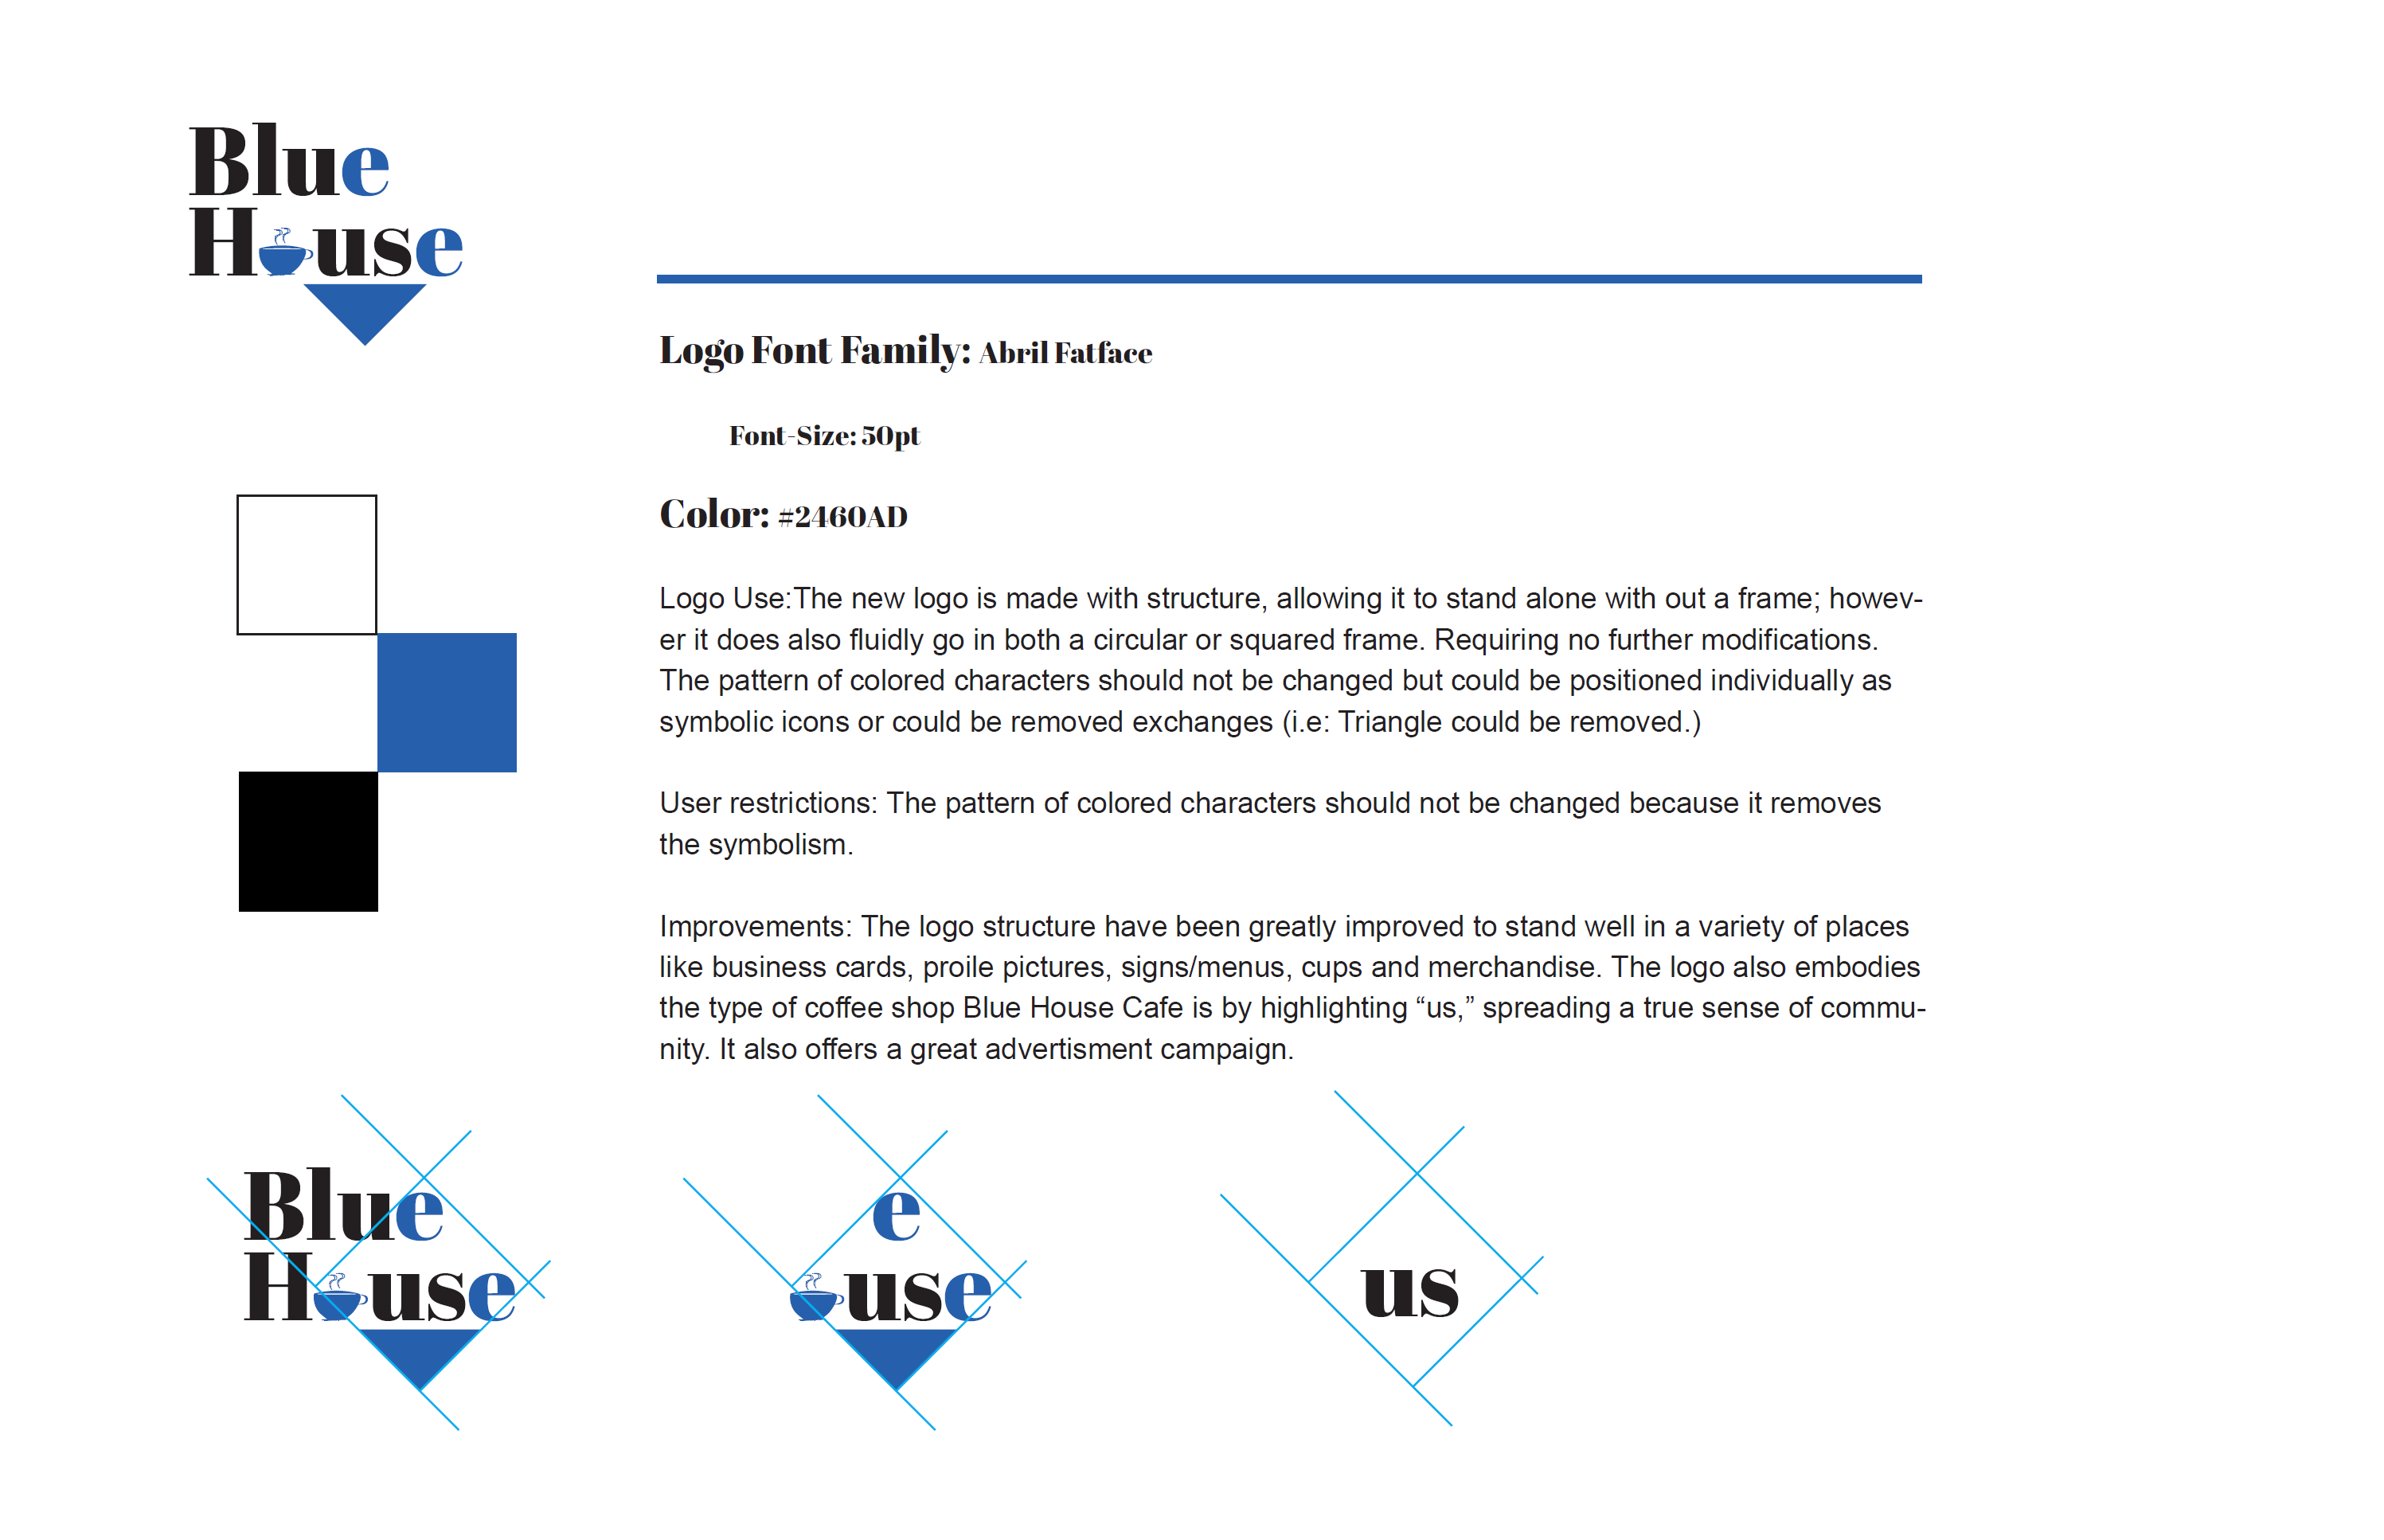 Blue
House
Logo Font Family: Abril Fatface
Font-Size: 50pt
Color: #2460AD
Logo Use:The new logo is made with structure, allowing it to stand alone with out a frame; howev-
er it does also fluidly go in both a circular or squared frame. Requiring no further modifications.
The pattern of colored characters should not be changed but could be positioned individually as
symbolic icons or could be removed exchanges (i.e: Triangle could be removed.)
User restrictions: The pattern of colored characters should not be changed because it removes
the symbolism.
Improvements: The logo structure have been greatly improved to stand well in a variety of places
like business cards, proile pictures, signs/menus, cups and merchandise. The logo also embodies
the type of coffee shop Blue House Cafe is by highlighting “us,” spreading a true sense of commu-
nity. It also offers a great advertisment campaign.
Blue
House
e
use
us